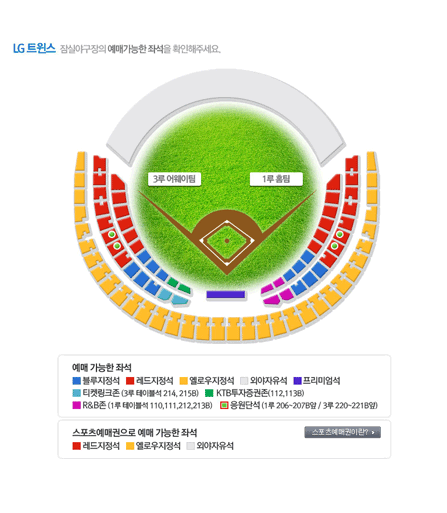 LG 트윈스 잠실야구장의 예매가능한 좌석을 확인해주세요.
3루 어웨이팀 1루 홈팀
예매 가능한 좌석
블루지정석 레드지정석 옐로우지정석 외야자유석 프리미엄석
티켓링크존 (3루 테이블석 214, 215B) KTB투자증권존(112,113B)
R&B존 (1루 테이블석 110,111,212,213B) 응원단석 (1루 206~207B앞 / 3루 220~221B앞)
스포츠예매권으로 예매 가능한 좌석 스포츠예매권이란?
레드지정석 옐로우지정석 외야자유석